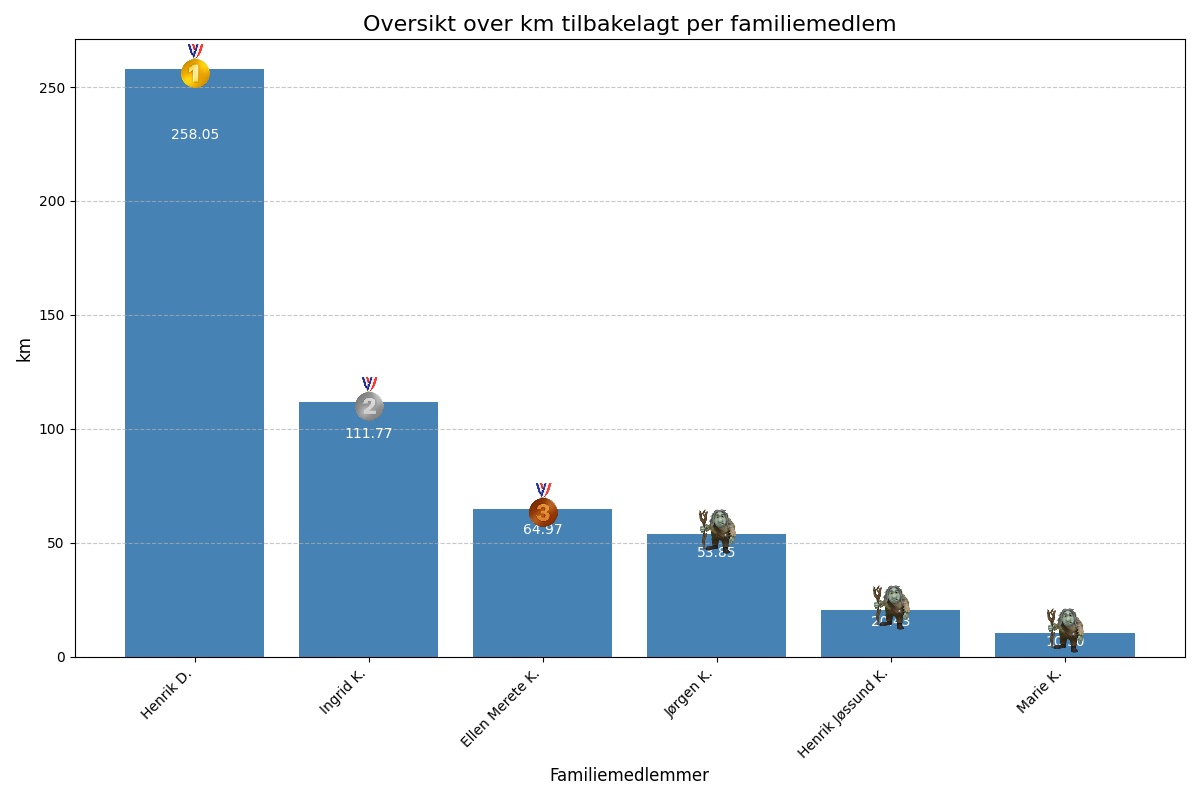 Oversikt over km tilbakelagt per familiemedlem
km
250
200
150
100
50
0
1
258.05
2
111.77
3
64.97
53.85
Henrik D.
Ingrid K.
Ellen Merete K.
Jørgen K.
Henrik Jøssund K.
Marie K.
Familiemedlemmer